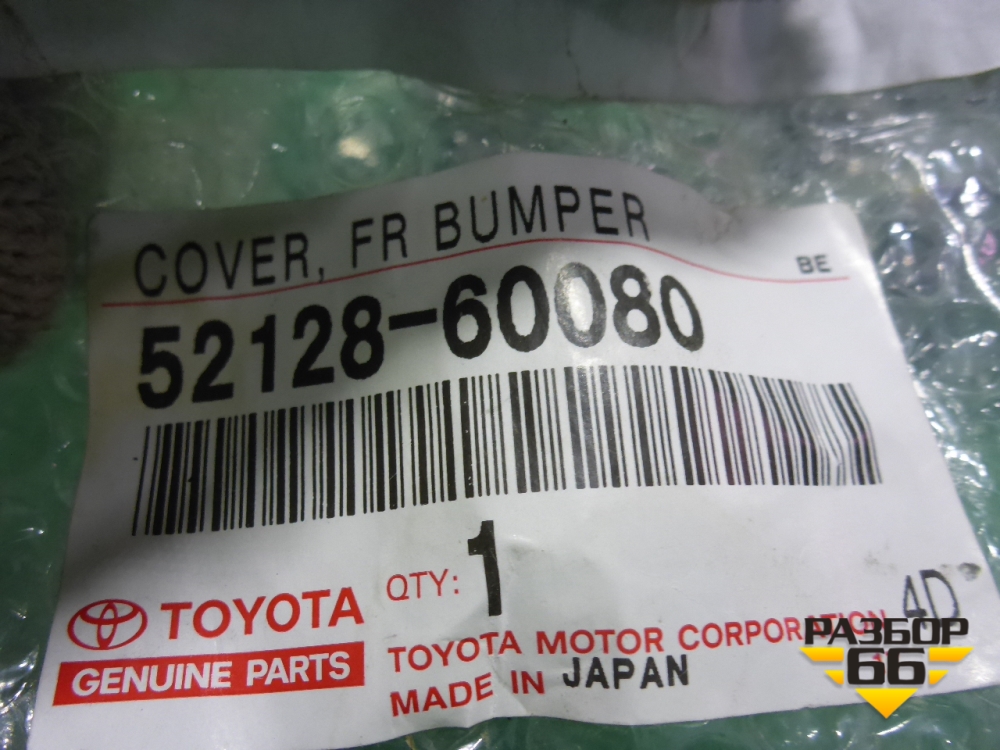 COVER, FR BUMPER
BE
52128-60080
QTY: 1
TOYOTA
GENUINE PARTS
TOYOTA MOTOR CORPORATION
4D
MADE IN JAPAN
РАЗБОР
66